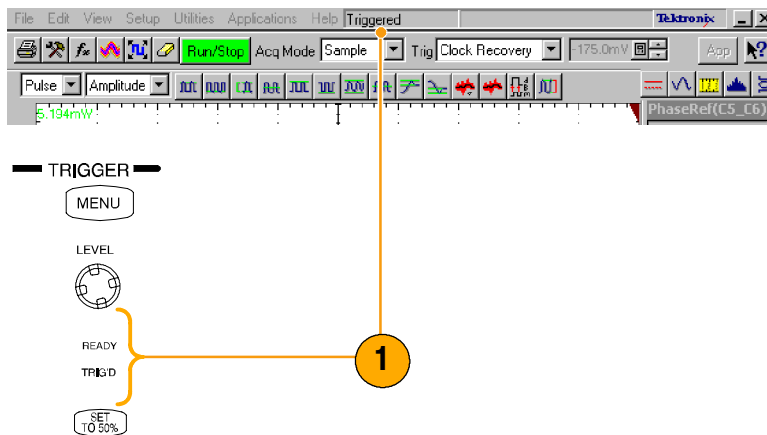 File Edit View Setup Utilities Applications Help Triggered Tektronix
Run/Stop Acq Mode Sample Trig Clock Recovery -175.0mV App
Pulse Amplitude
5.194mW PhaseRef(C5_C6)
TRIGGER
MENU
LEVEL
READY
1
TRIG'D
SET
TO 50%